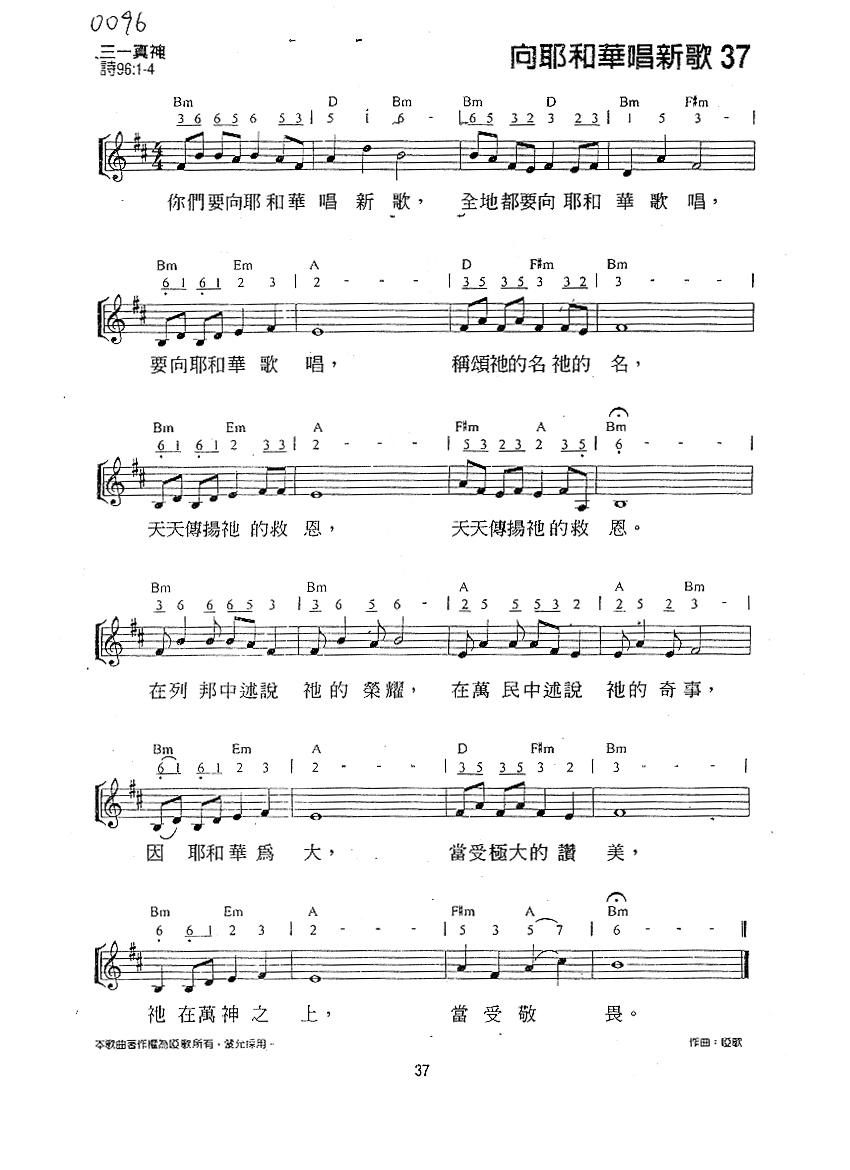 0096
三一真神
詩96:1-4
向耶和華唱新歌 37
Bm D Bm Bm D Bm F#m
3 6 6 5 6 5 3 | 5 i 6 - | 6 5 3 2 3 2 3 | 1 5 3 - |
你們要向耶和華唱新歌，全地都要向耶和華歌唱，
Bm Em A D F#m Bm
6 1 6 1 2 3 | 2 - - - | 3 5 3 5 3 3 2 | 3 - - - |
要向耶和華歌唱，稱頌祂的名祂的名，
Bm Em A F#m A Bm
6 1 6 1 2 3 3 | 2 - - - | 5 3 2 3 2 3 5 | 6 - - - |
天天傳揚祂的救恩，天天傳揚祂的救恩。
Bm Bm A A Bm
3 6 6 6 5 3 | 3 6 5 6 - | 2 5 5 5 3 2 | 2 5 2 3 - |
在列邦中述說祂的榮耀，在萬民中述說祂的奇事，
Bm Em A D F#m Bm
6 1 6 1 2 3 | 2 - - - | 3 5 3 5 3 2 | 3 - - - |
因耶和華爲大，當受極大的讚美，
Bm Em A F#m A Bm
6 6 1 2 3 | 2 - - - | 5 3 5 7 | 6 - - - ‖
祂在萬神之上，當受敬畏。
本歌曲著作權為啞歌所有，敬允採用。
作曲：啞歌
37